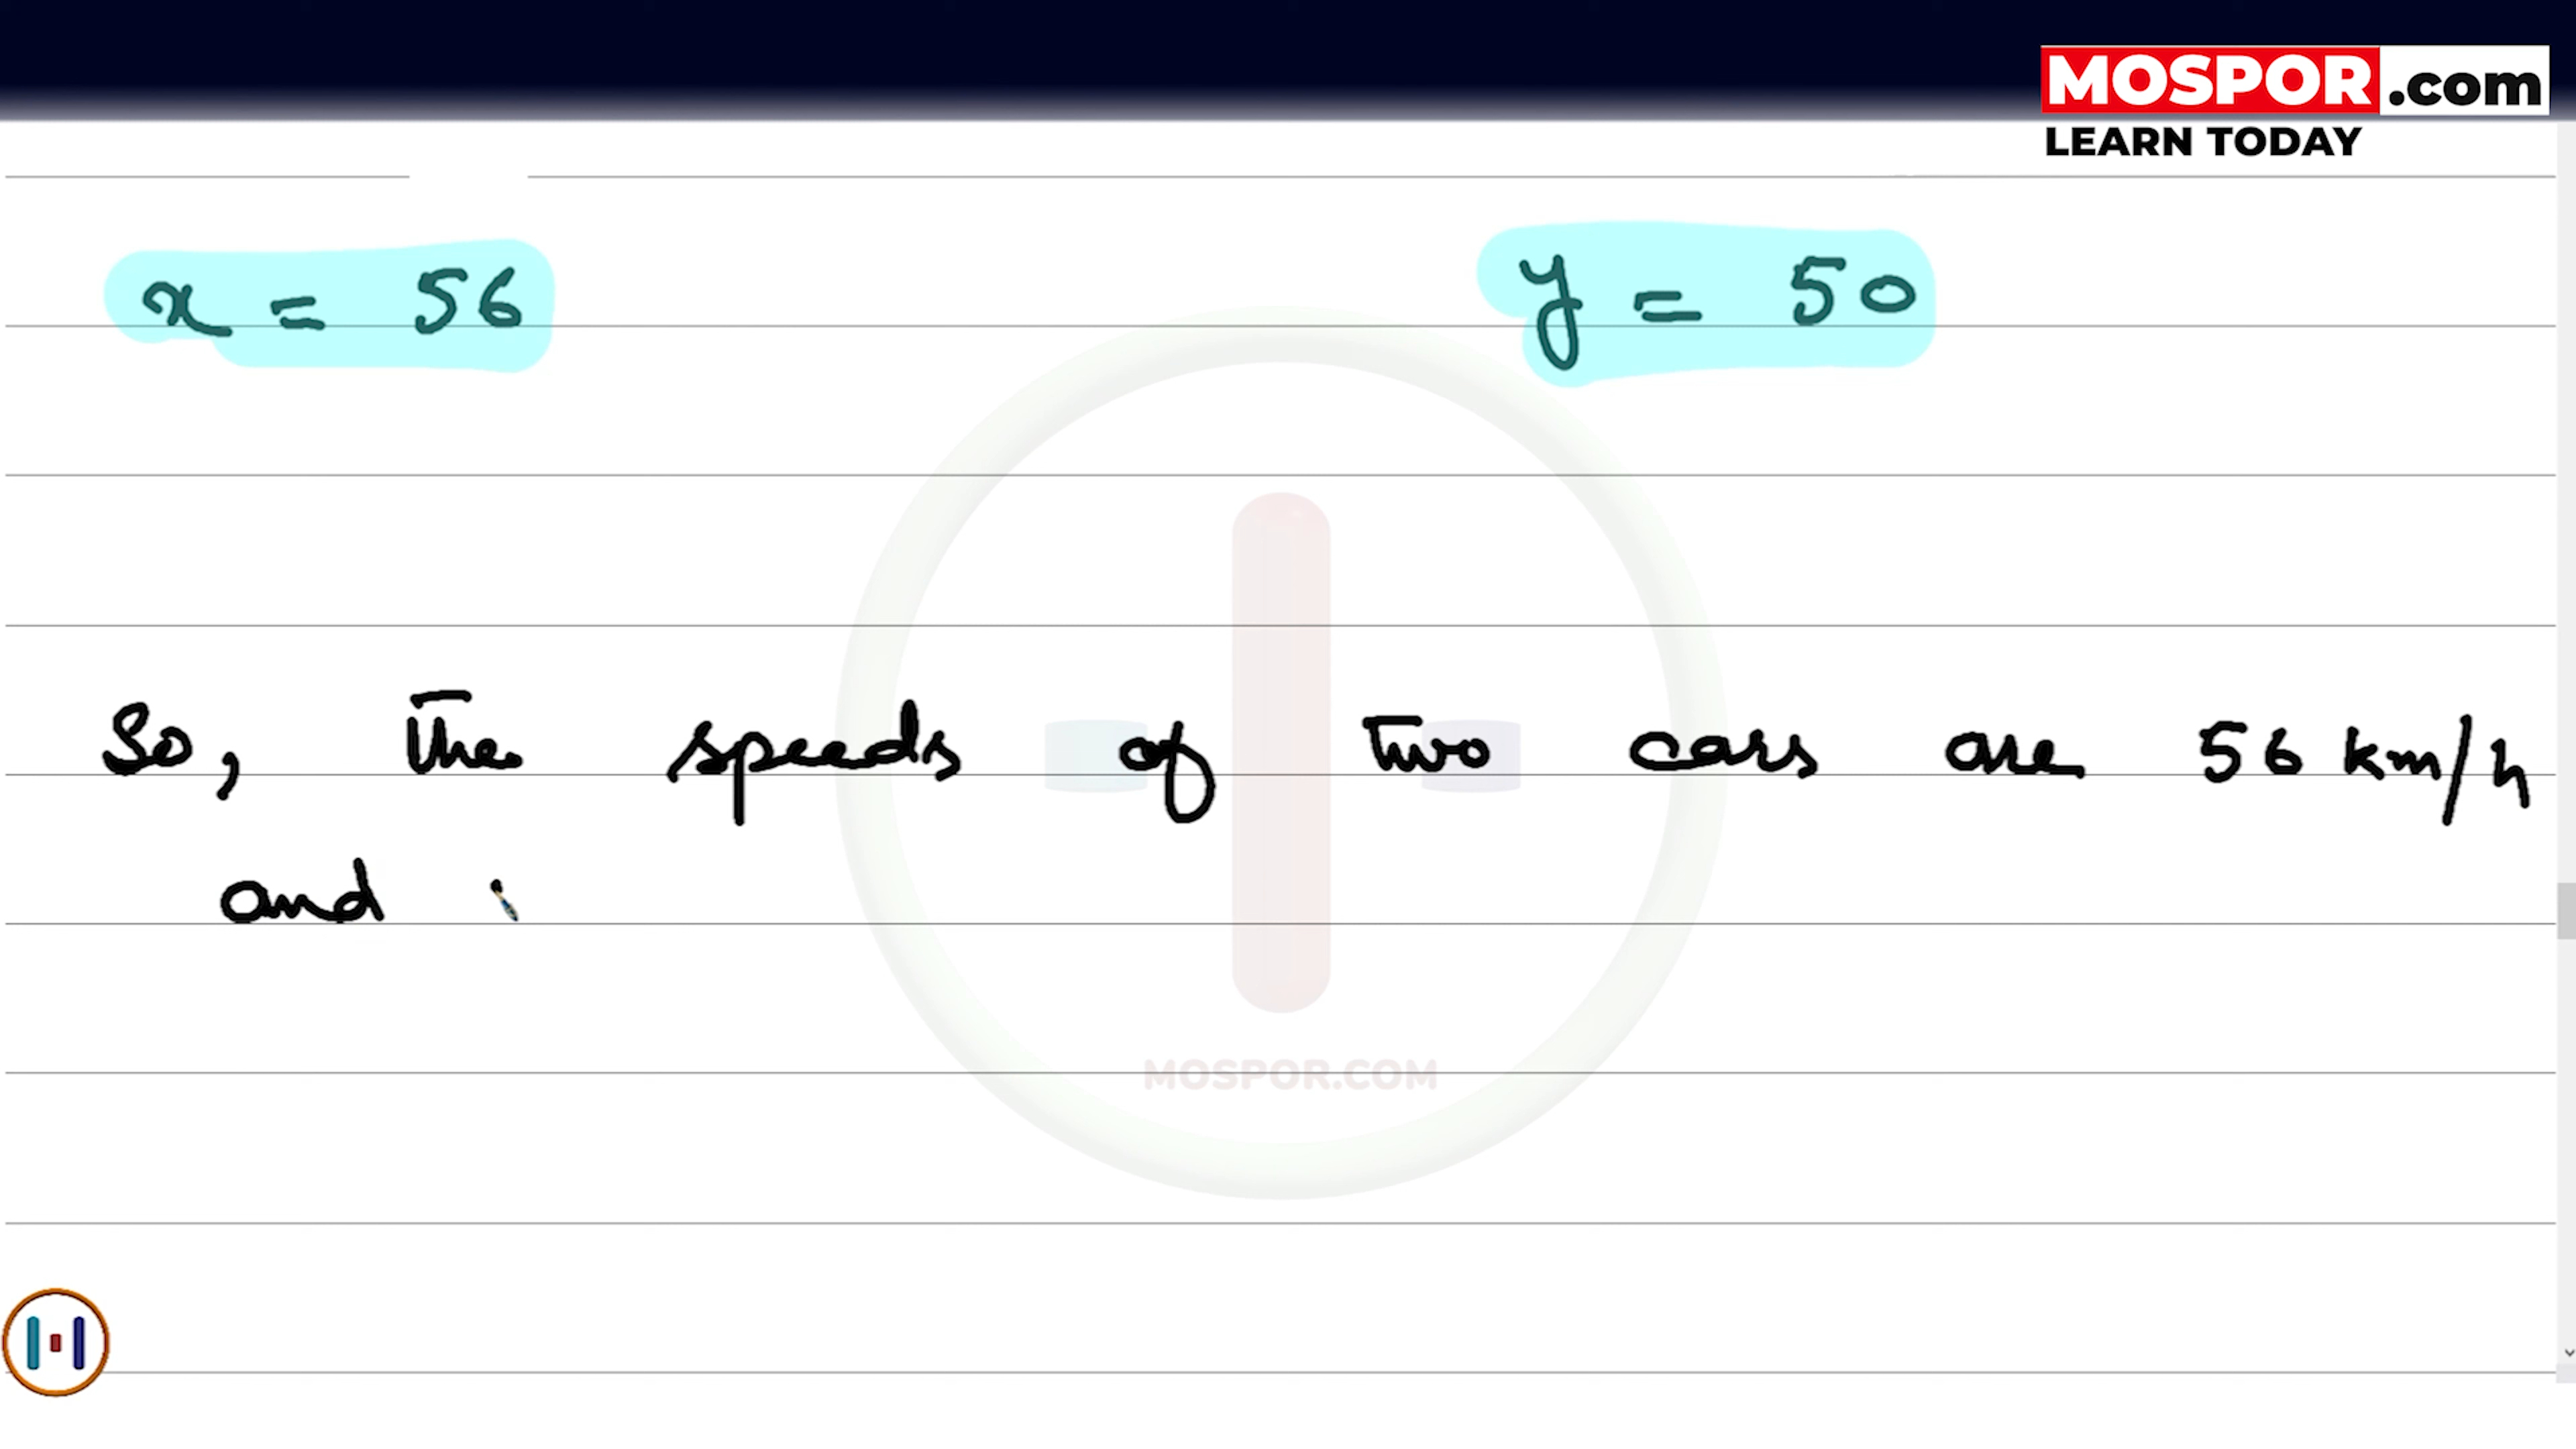 MOSPOR.com
LEARN TODAY
x = 56 y = 50
So, the speeds of two cars are 56 km/h
and
MOSPOR.COM